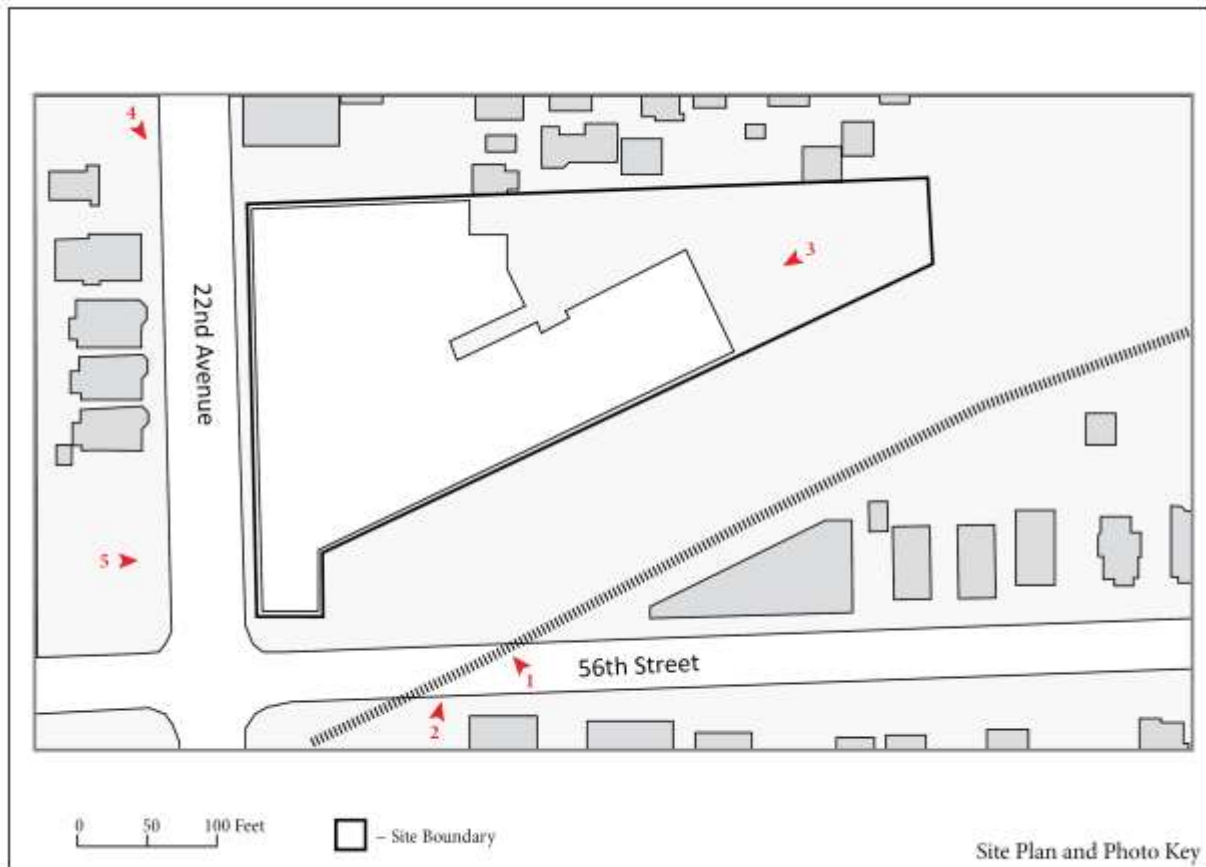 4
3
22nd Avenue
5
56th Street
1
2
0 50 100 Feet
– Site Boundary
Site Plan and Photo Key